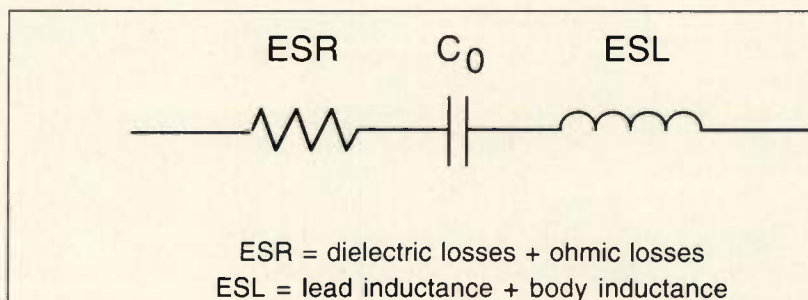 ESR C0 ESL
ESR = dielectric losses + ohmic losses
ESL = lead inductance + body inductance